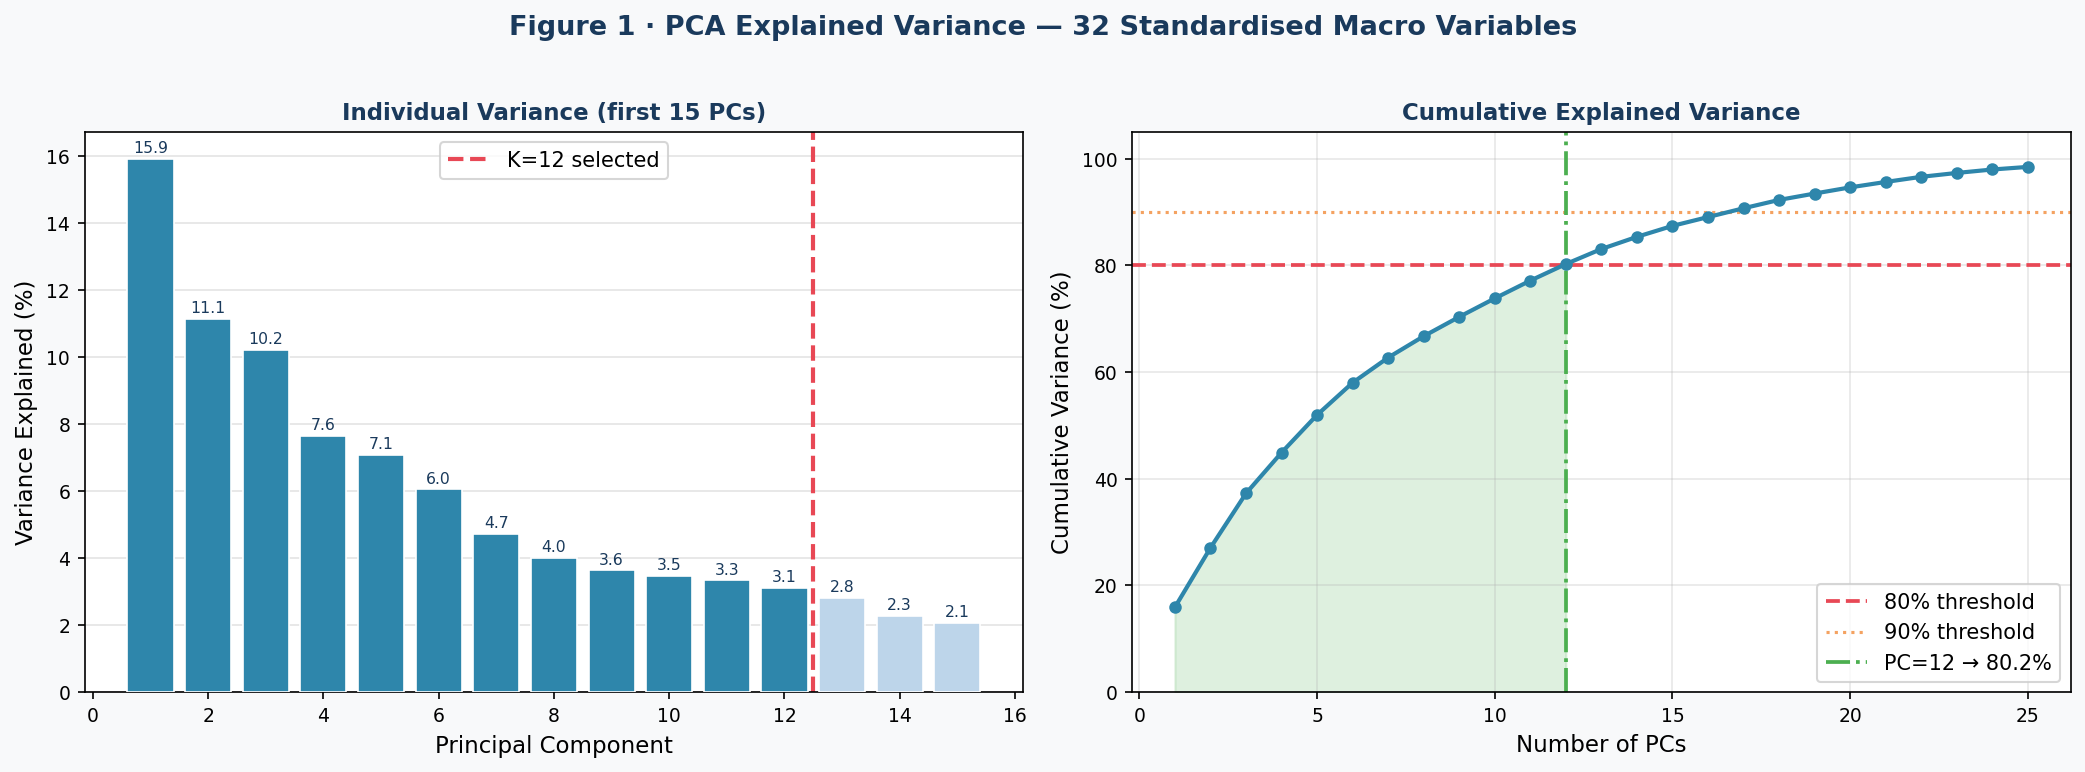 Figure 1 · PCA Explained Variance — 32 Standardised Macro Variables
Individual Variance (first 15 PCs)
K=12 selected
Variance Explained (%)
16
14
12
10
8
6
4
2
0
15.9
11.1
10.2
7.6
7.1
6.0
4.7
4.0
3.6
3.5
3.3
3.1
2.8
2.3
2.1
0 2 4 6 8 10 12 14 16
Principal Component
Cumulative Explained Variance
Cumulative Variance (%)
100
80
60
40
20
0
80% threshold
90% threshold
PC=12 → 80.2%
0 5 10 15 20 25
Number of PCs